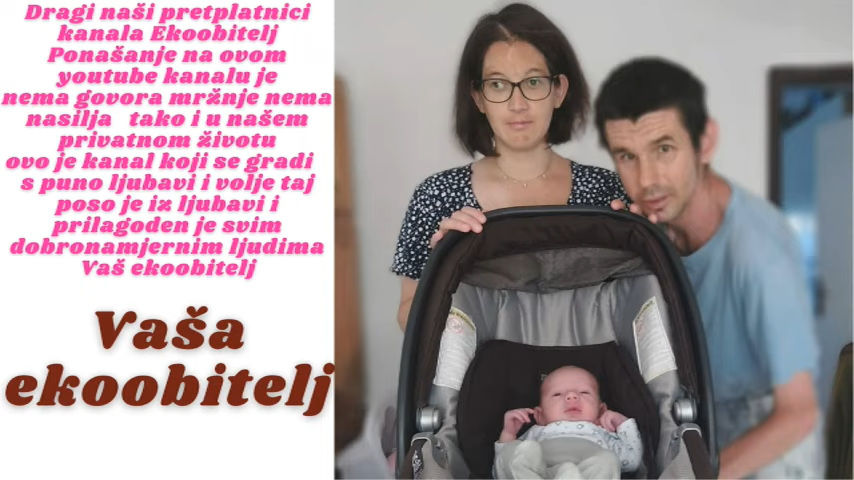 Dragi naši pretplatnici
kanala Ekoobitelj
Ponašanje na ovom
youtube kanalu je
nema govora mržnje nema
nasilja tako i u našem
privatnom životu
ovo je kanal koji se gradi
s puno ljubavi i volje taj
poso je iz ljubavi i
prilagođen je svim
dobronamjernim ljudima
Vaš ekoobitelj
Vaša
ekoobitelj